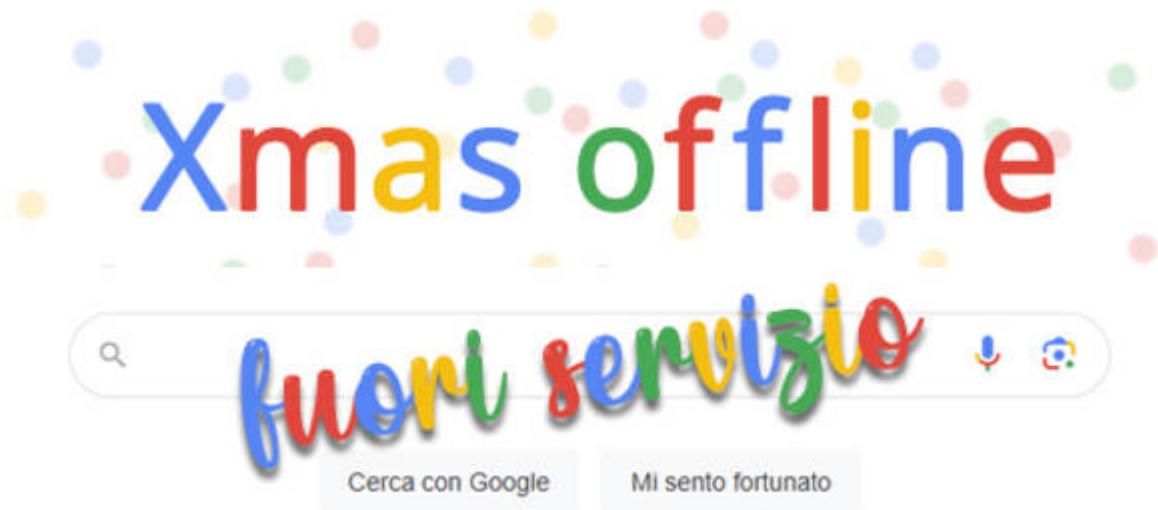 Xmas offline
fuori servizio
Cerca con Google
Mi sento fortunato